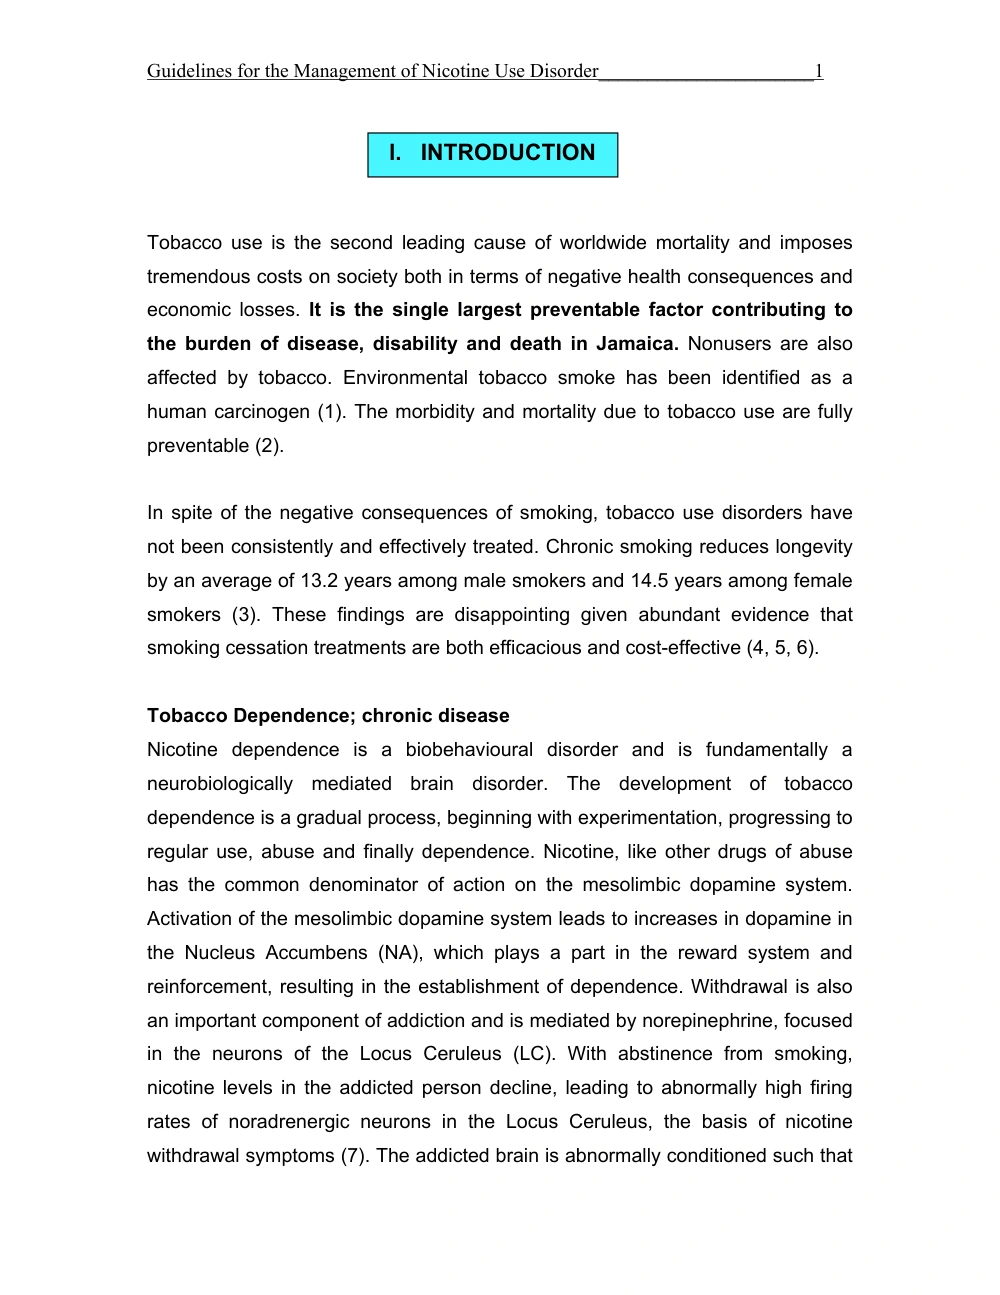 Guidelines for the Management of Nicotine Use Disorder______________________1
I. INTRODUCTION
Tobacco use is the second leading cause of worldwide mortality and imposes
tremendous costs on society both in terms of negative health consequences and
economic losses. It is the single largest preventable factor contributing to
the burden of disease, disability and death in Jamaica. Nonusers are also
affected by tobacco. Environmental tobacco smoke has been identified as a
human carcinogen (1). The morbidity and mortality due to tobacco use are fully
preventable (2).
In spite of the negative consequences of smoking, tobacco use disorders have
not been consistently and effectively treated. Chronic smoking reduces longevity
by an average of 13.2 years among male smokers and 14.5 years among female
smokers (3). These findings are disappointing given abundant evidence that
smoking cessation treatments are both efficacious and cost-effective (4, 5, 6).
Tobacco Dependence; chronic disease
Nicotine dependence is a biobehavioural disorder and is fundamentally a
neurobiologically mediated brain disorder. The development of tobacco
dependence is a gradual process, beginning with experimentation, progressing to
regular use, abuse and finally dependence. Nicotine, like other drugs of abuse
has the common denominator of action on the mesolimbic dopamine system.
Activation of the mesolimbic dopamine system leads to increases in dopamine in
the Nucleus Accumbens (NA), which plays a part in the reward system and
reinforcement, resulting in the establishment of dependence. Withdrawal is also
an important component of addiction and is mediated by norepinephrine, focused
in the neurons of the Locus Ceruleus (LC). With abstinence from smoking,
nicotine levels in the addicted person decline, leading to abnormally high firing
rates of noradrenergic neurons in the Locus Ceruleus, the basis of nicotine
withdrawal symptoms (7). The addicted brain is abnormally conditioned such that